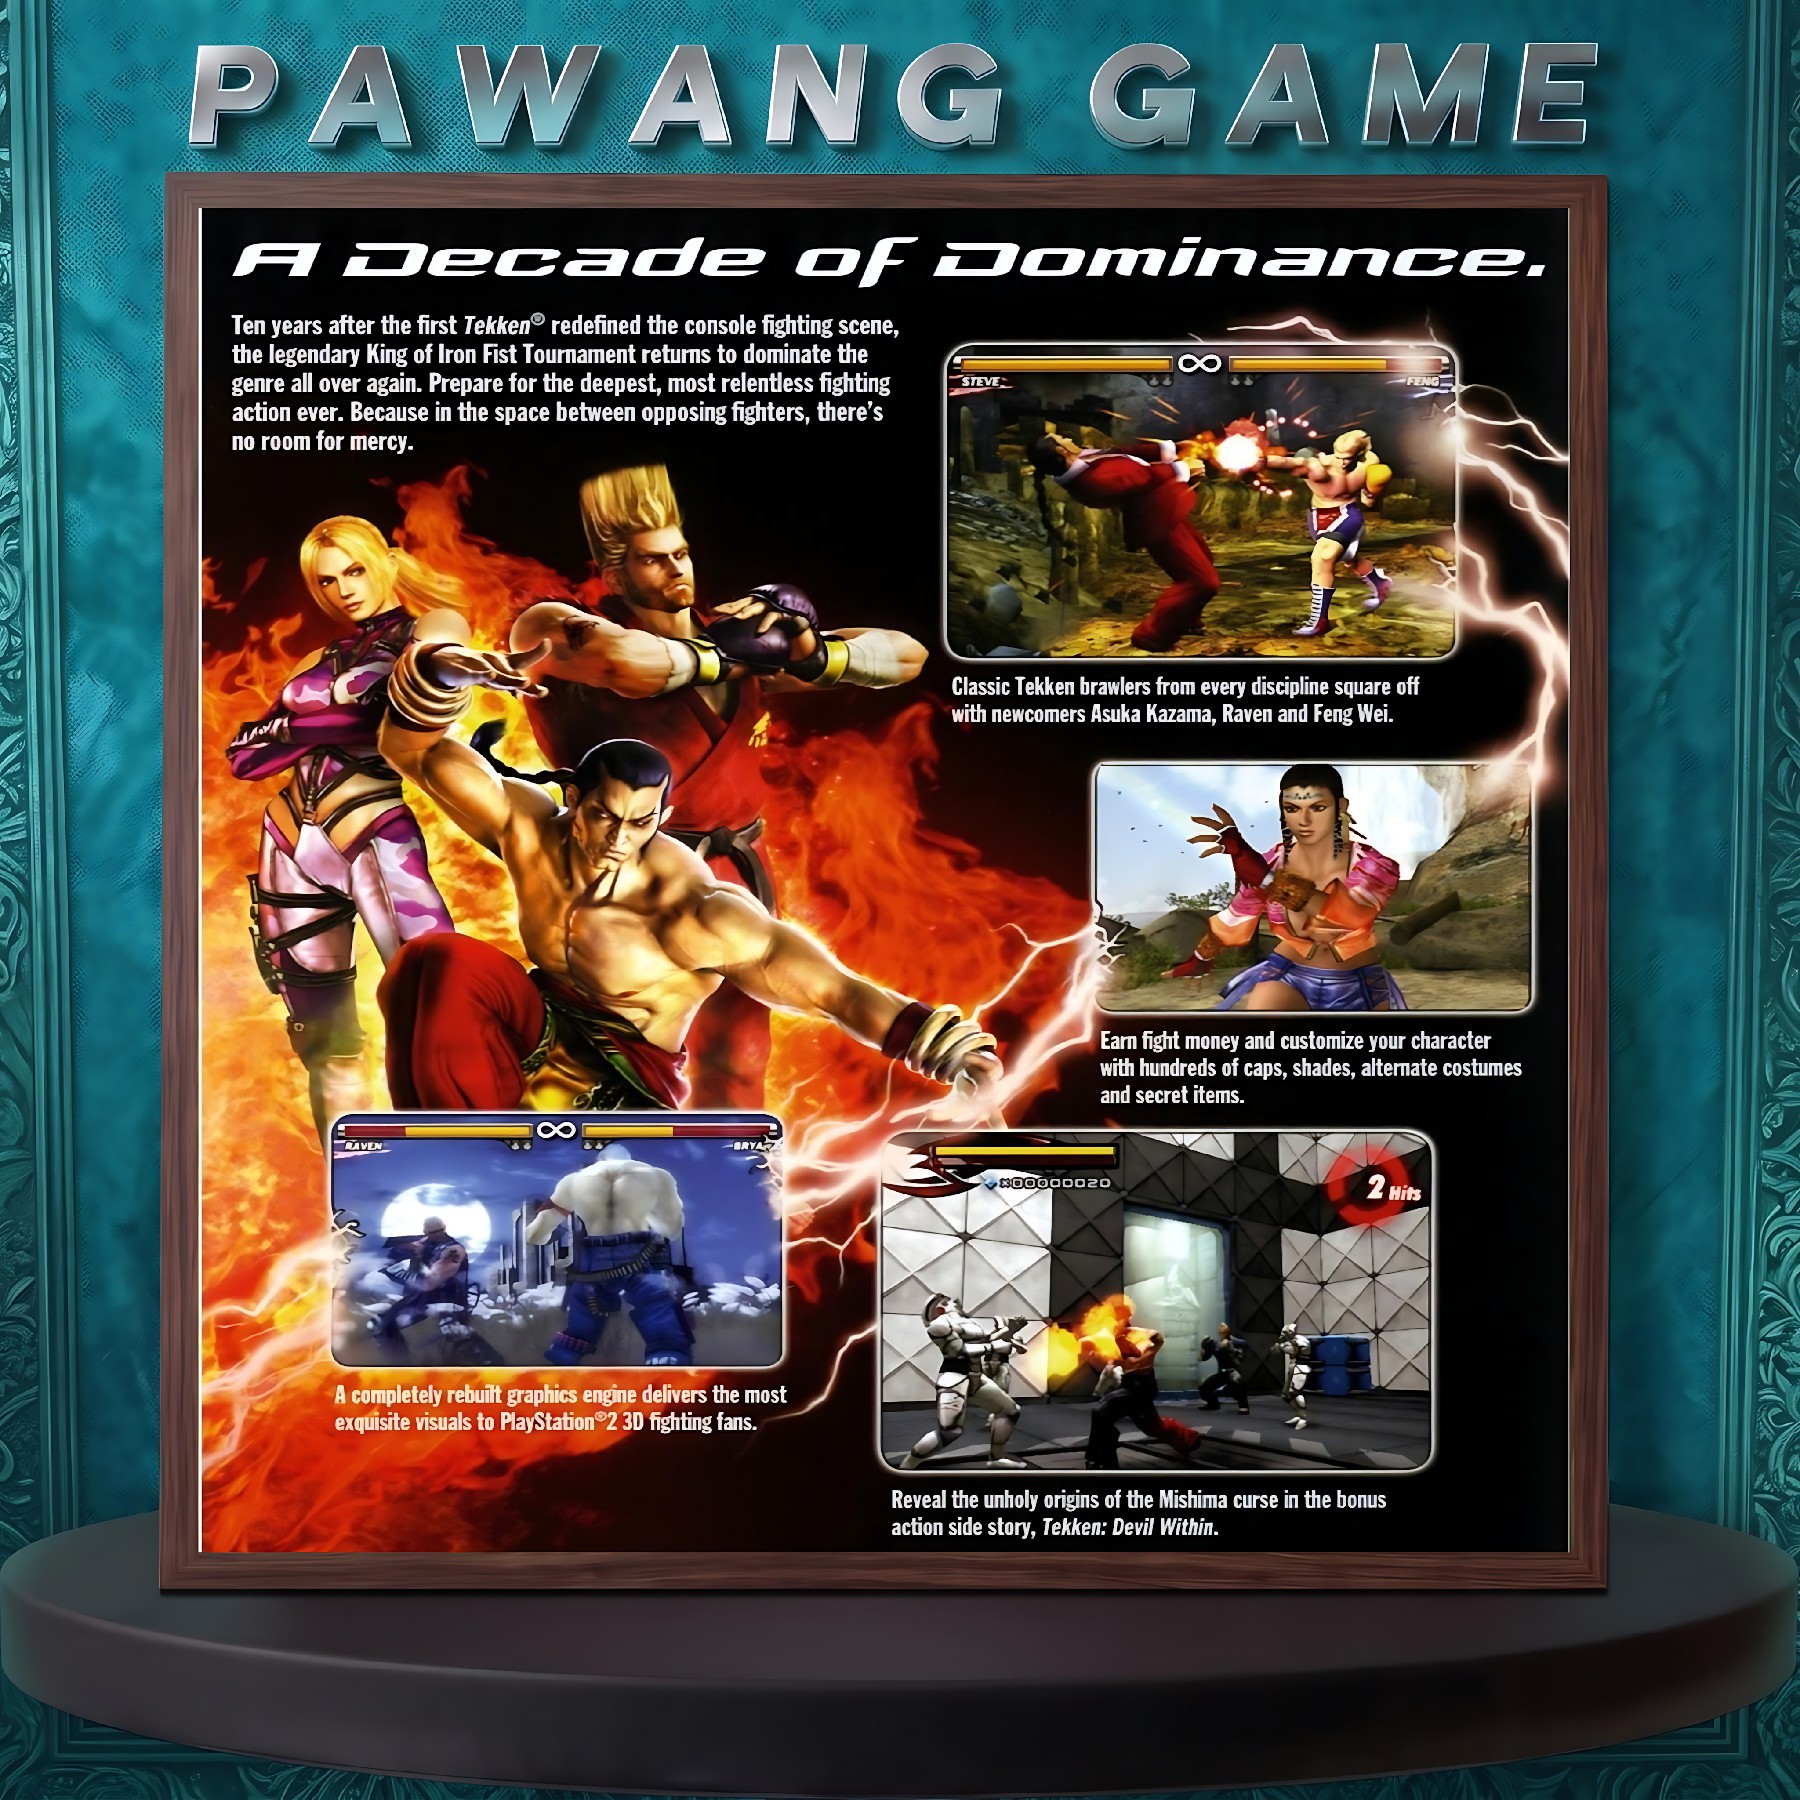 PAWANG GAME
A Decade of Dominance.
Ten years after the first Tekken® redefined the console fighting scene,
the legendary King of Iron Fist Tournament returns to dominate the
genre all over again. Prepare for the deepest, most relentless fighting
action ever. Because in the space between opposing fighters, there's
no room for mercy.
STEVE
FENG
Classic Tekken brawlers from every discipline square off
with newcomers Asuka Kazama, Raven and Feng Wei.
Earn fight money and customize your character
with hundreds of caps, shades, alternate costumes
and secret items.
RAVEN
BRYA
A completely rebuilt graphics engine delivers the most
exquisite visuals to PlayStation®2 3D fighting fans.
X00000020
2 Hits
Reveal the unholy origins of the Mishima curse in the bonus
action side story, Tekken: Devil Within.